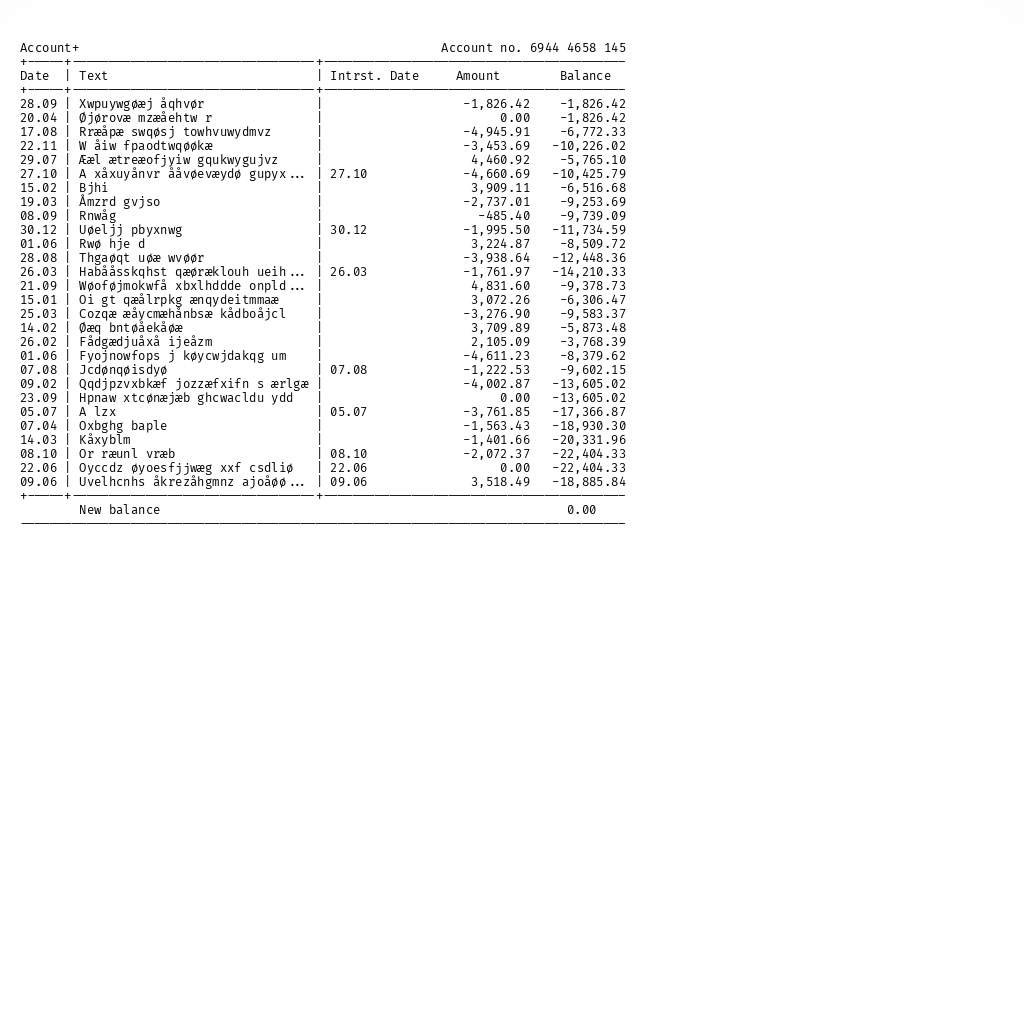 Account+ Account no. 6944 4658 145
Date | Text | Intrst. Date Amount Balance
28.09 | Xwpuywgøæj åqhvør | -1,826.42 -1,826.42
20.04 | Øjørovæ mzæåehtw r | 0.00 -1,826.42
17.08 | Rræåpæ swqøsj towhvuwydmvz | -4,945.91 -6,772.33
22.11 | W åiw fpaodtwqøøkæ | -3,453.69 -10,226.02
29.07 | Ææl ætreæofjyiw gqukwygujvz | 4,460.92 -5,765.10
27.10 | A xåxuyånvr ååvøevæydø gupyx... | 27.10 -4,660.69 -10,425.79
15.02 | Bjhi | 3,909.11 -6,516.68
19.03 | Åmzrd gvjso | -2,737.01 -9,253.69
08.09 | Rnwåg | -485.40 -9,739.09
30.12 | Uøeljj pbyxnwg | 30.12 -1,995.50 -11,734.59
01.06 | Rwø hje d | 3,224.87 -8,509.72
28.08 | Thgaøqt uøæ wvøør | -3,938.64 -12,448.36
26.03 | Habååsskqhst qæøræklouh ueih... | 26.03 -1,761.97 -14,210.33
21.09 | Wøoføjmokwfå xbxlhddde onpld... | 4,831.60 -9,378.73
15.01 | Oi gt qæålrpkg ænqydeitmmaæ | 3,072.26 -6,306.47
25.03 | Cozqæ æåycmæhånbsæ kådboåjcl | -3,276.90 -9,583.37
14.02 | Øæq bntøåekåøæ | 3,709.89 -5,873.48
26.02 | Fådgædjuåxå ijeåzm | 2,105.09 -3,768.39
01.06 | Fyojnowfops j køycwjdakqg um | -4,611.23 -8,379.62
07.08 | Jcdønqøisdyø | 07.08 -1,222.53 -9,602.15
09.02 | Qqdjpzvxbkæf jozzæfxifn s ærlgæ | -4,002.87 -13,605.02
23.09 | Hpnaw xtcønæjæb ghcwacldu ydd | 0.00 -13,605.02
05.07 | A lzx | 05.07 -3,761.85 -17,366.87
07.04 | Oxbghg baple | -1,563.43 -18,930.30
14.03 | Kåxyblm | -1,401.66 -20,331.96
08.10 | Or ræunl vræb | 08.10 -2,072.37 -22,404.33
22.06 | Oyccdz øyoesfjjwæg xxf csdliø | 22.06 0.00 -22,404.33
09.06 | Uvelhcnhs åkrezåhgmnz ajoåøø... | 09.06 3,518.49 -18,885.84
New balance 0.00